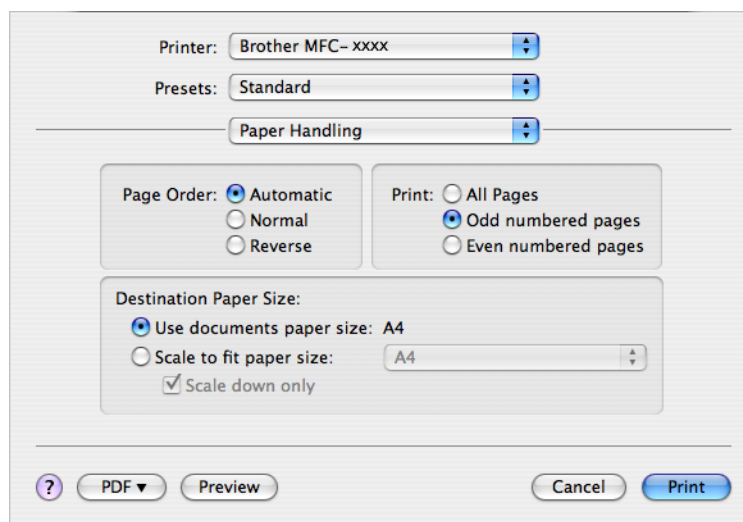 Printer: Brother MFC- xxxx
Presets: Standard
Paper Handling
Page Order: Automatic
Normal
Reverse
Print: All Pages
Odd numbered pages
Even numbered pages
Destination Paper Size:
Use documents paper size: A4
Scale to fit paper size: A4
Scale down only
? PDF▼ Preview Cancel Print